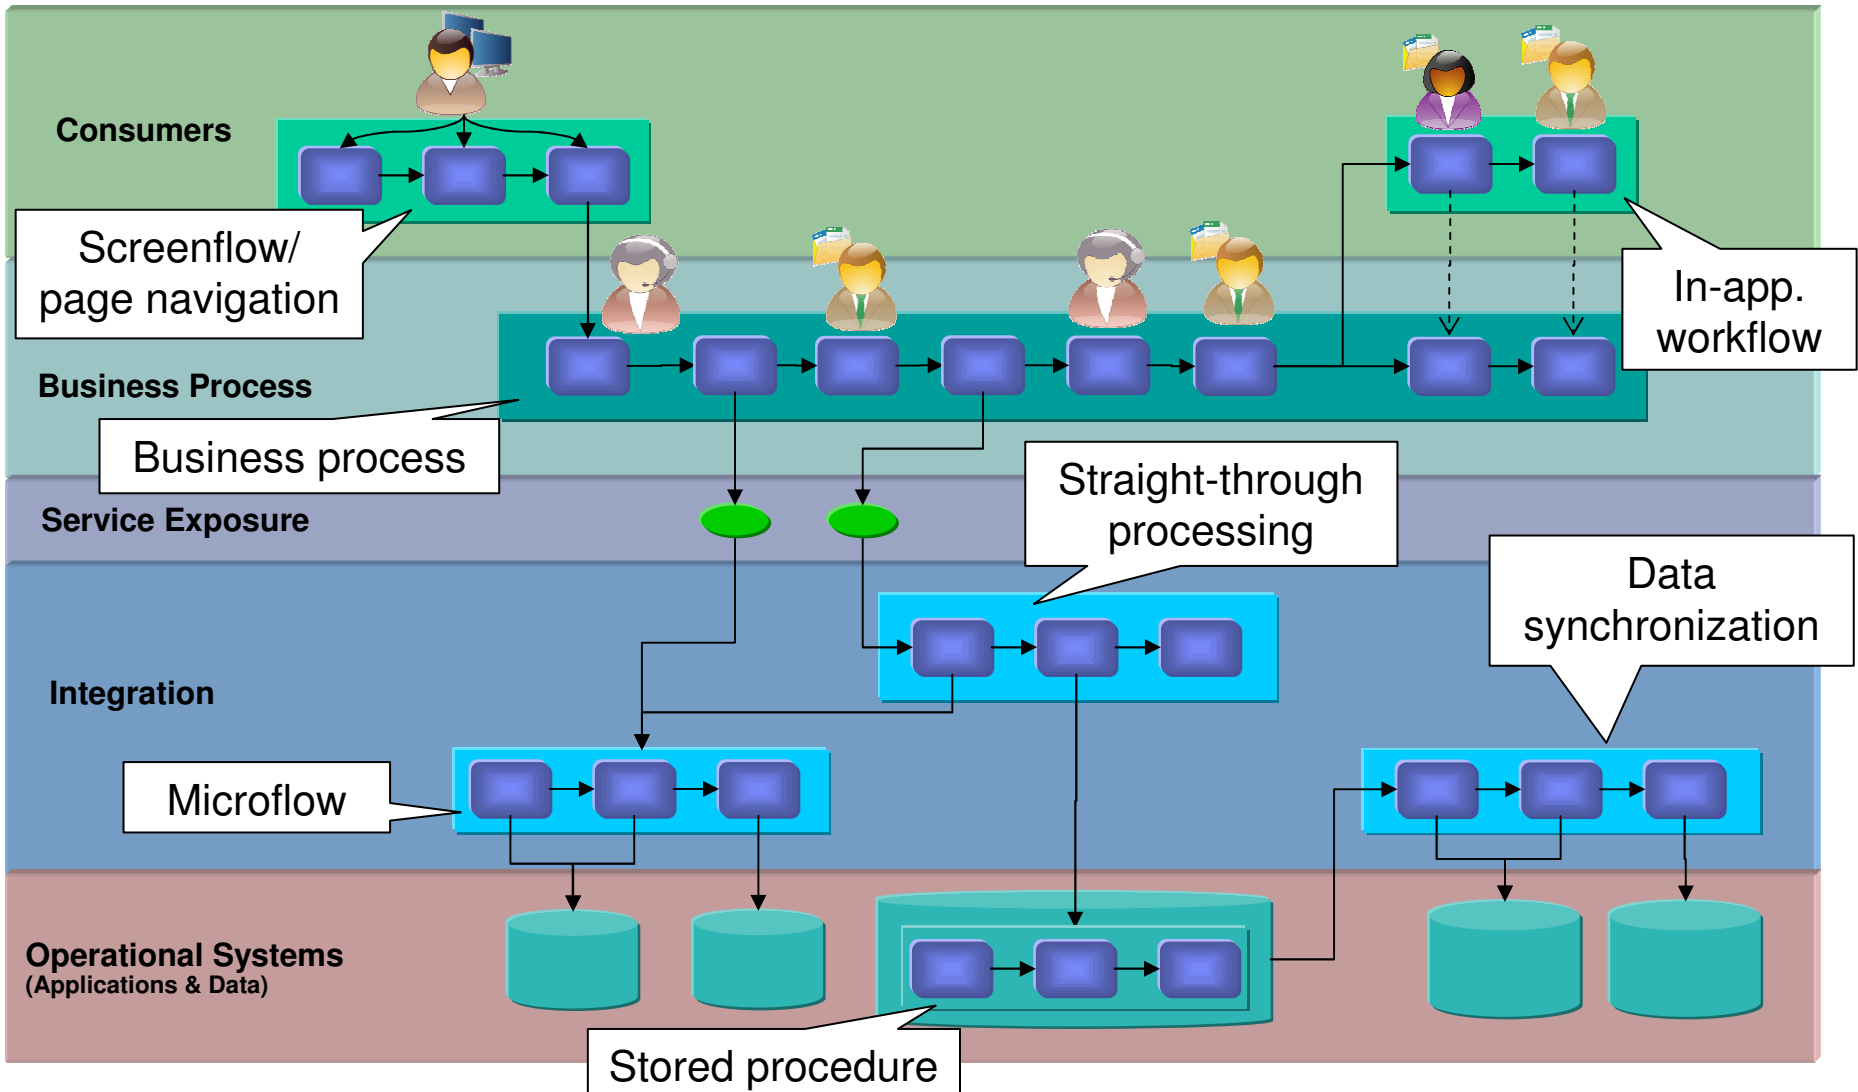 Consumers
Screenflow/
page navigation
In-app.
workflow
Business Process
Business process
Straight-through
processing
Service Exposure
Data
synchronization
Integration
Microflow
Operational Systems
(Applications & Data)
Stored procedure